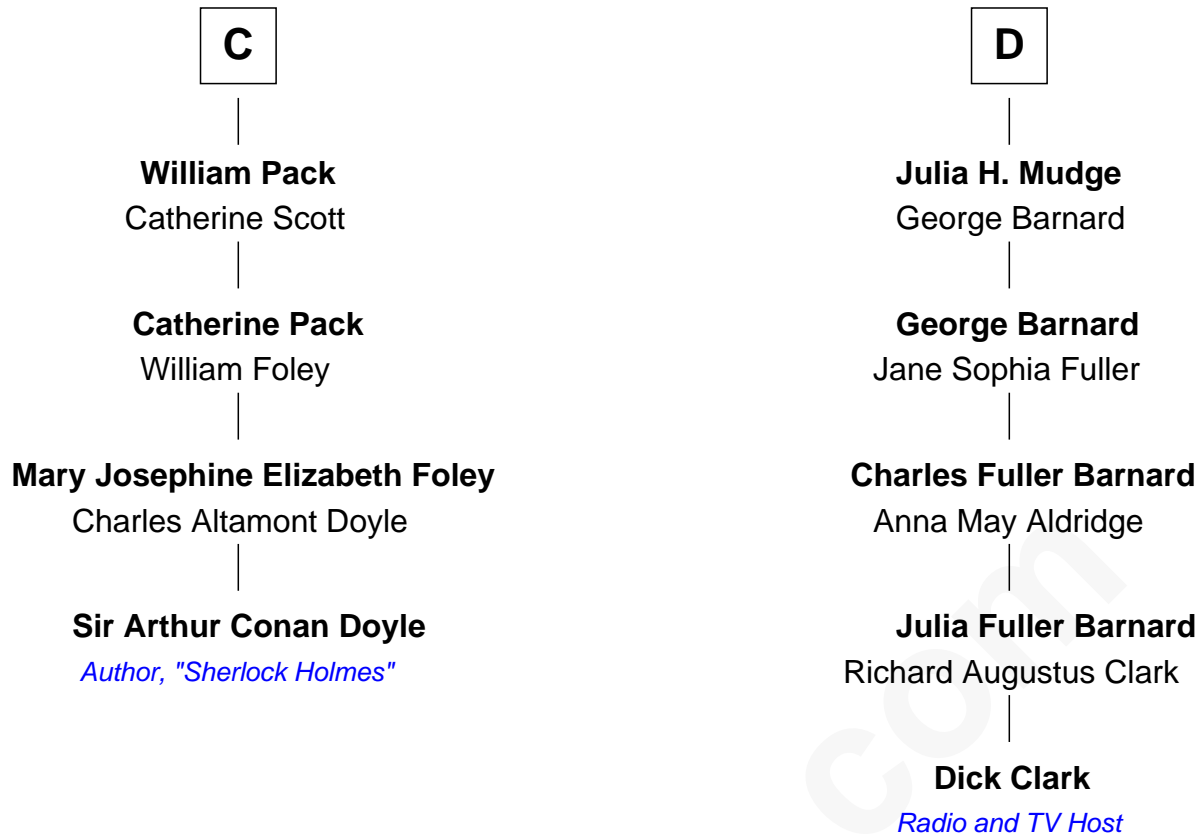 C
William Pack
Catherine Scott
Catherine Pack
William Foley
Mary Josephine Elizabeth Foley
Charles Altamont Doyle
Sir Arthur Conan Doyle
Author, "Sherlock Holmes"
D
Julia H. Mudge
George Barnard
George Barnard
Jane Sophia Fuller
Charles Fuller Barnard
Anna May Aldridge
Julia Fuller Barnard
Richard Augustus Clark
Dick Clark
Radio and TV Host
com